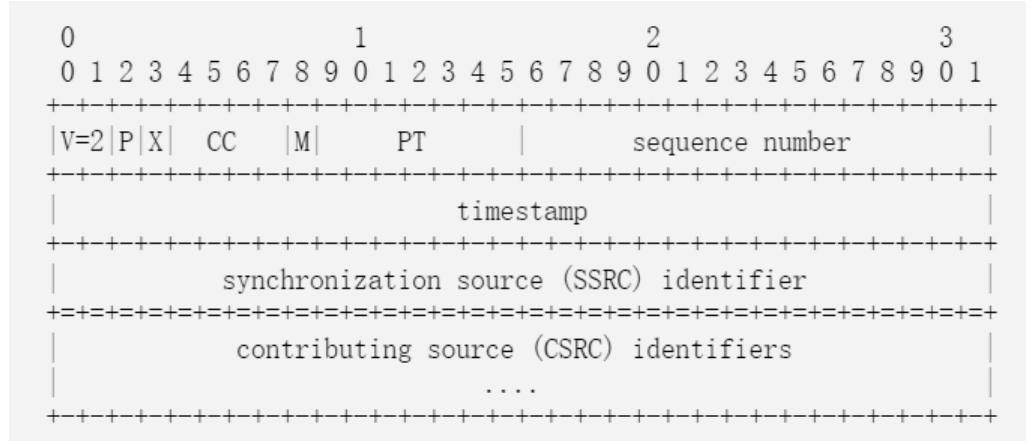 0                   1                   2                   3
0 1 2 3 4 5 6 7 8 9 0 1 2 3 4 5 6 7 8 9 0 1 2 3 4 5 6 7 8 9 0 1
+-+-+-+-+-+-+-+-+-+-+-+-+-+-+-+-+-+-+-+-+-+-+-+-+-+-+-+-+-+-+-+-+
|V=2|P|X|  CC   |M|     PT      |       sequence number         |
+-+-+-+-+-+-+-+-+-+-+-+-+-+-+-+-+-+-+-+-+-+-+-+-+-+-+-+-+-+-+-+-+
|                           timestamp                           |
+-+-+-+-+-+-+-+-+-+-+-+-+-+-+-+-+-+-+-+-+-+-+-+-+-+-+-+-+-+-+-+-+
|           synchronization source (SSRC) identifier            |
+=+=+=+=+=+=+=+=+=+=+=+=+=+=+=+=+=+=+=+=+=+=+=+=+=+=+=+=+=+=+=+=+
|            contributing source (CSRC) identifiers             |
|                             ....                              |
+-+-+-+-+-+-+-+-+-+-+-+-+-+-+-+-+-+-+-+-+-+-+-+-+-+-+-+-+-+-+-+-+